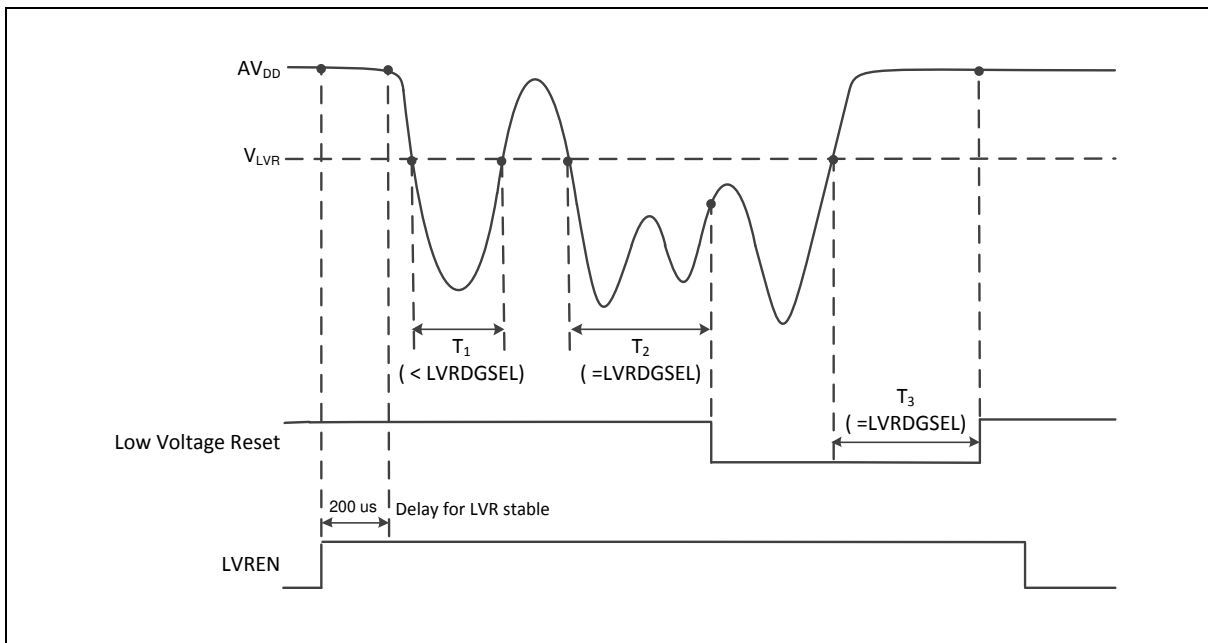 AVDD
VLVR
T1
( < LVRDGSEL)
T2
( =LVRDGSEL)
T3
( =LVRDGSEL)
Low Voltage Reset
200 us
Delay for LVR stable
LVREN